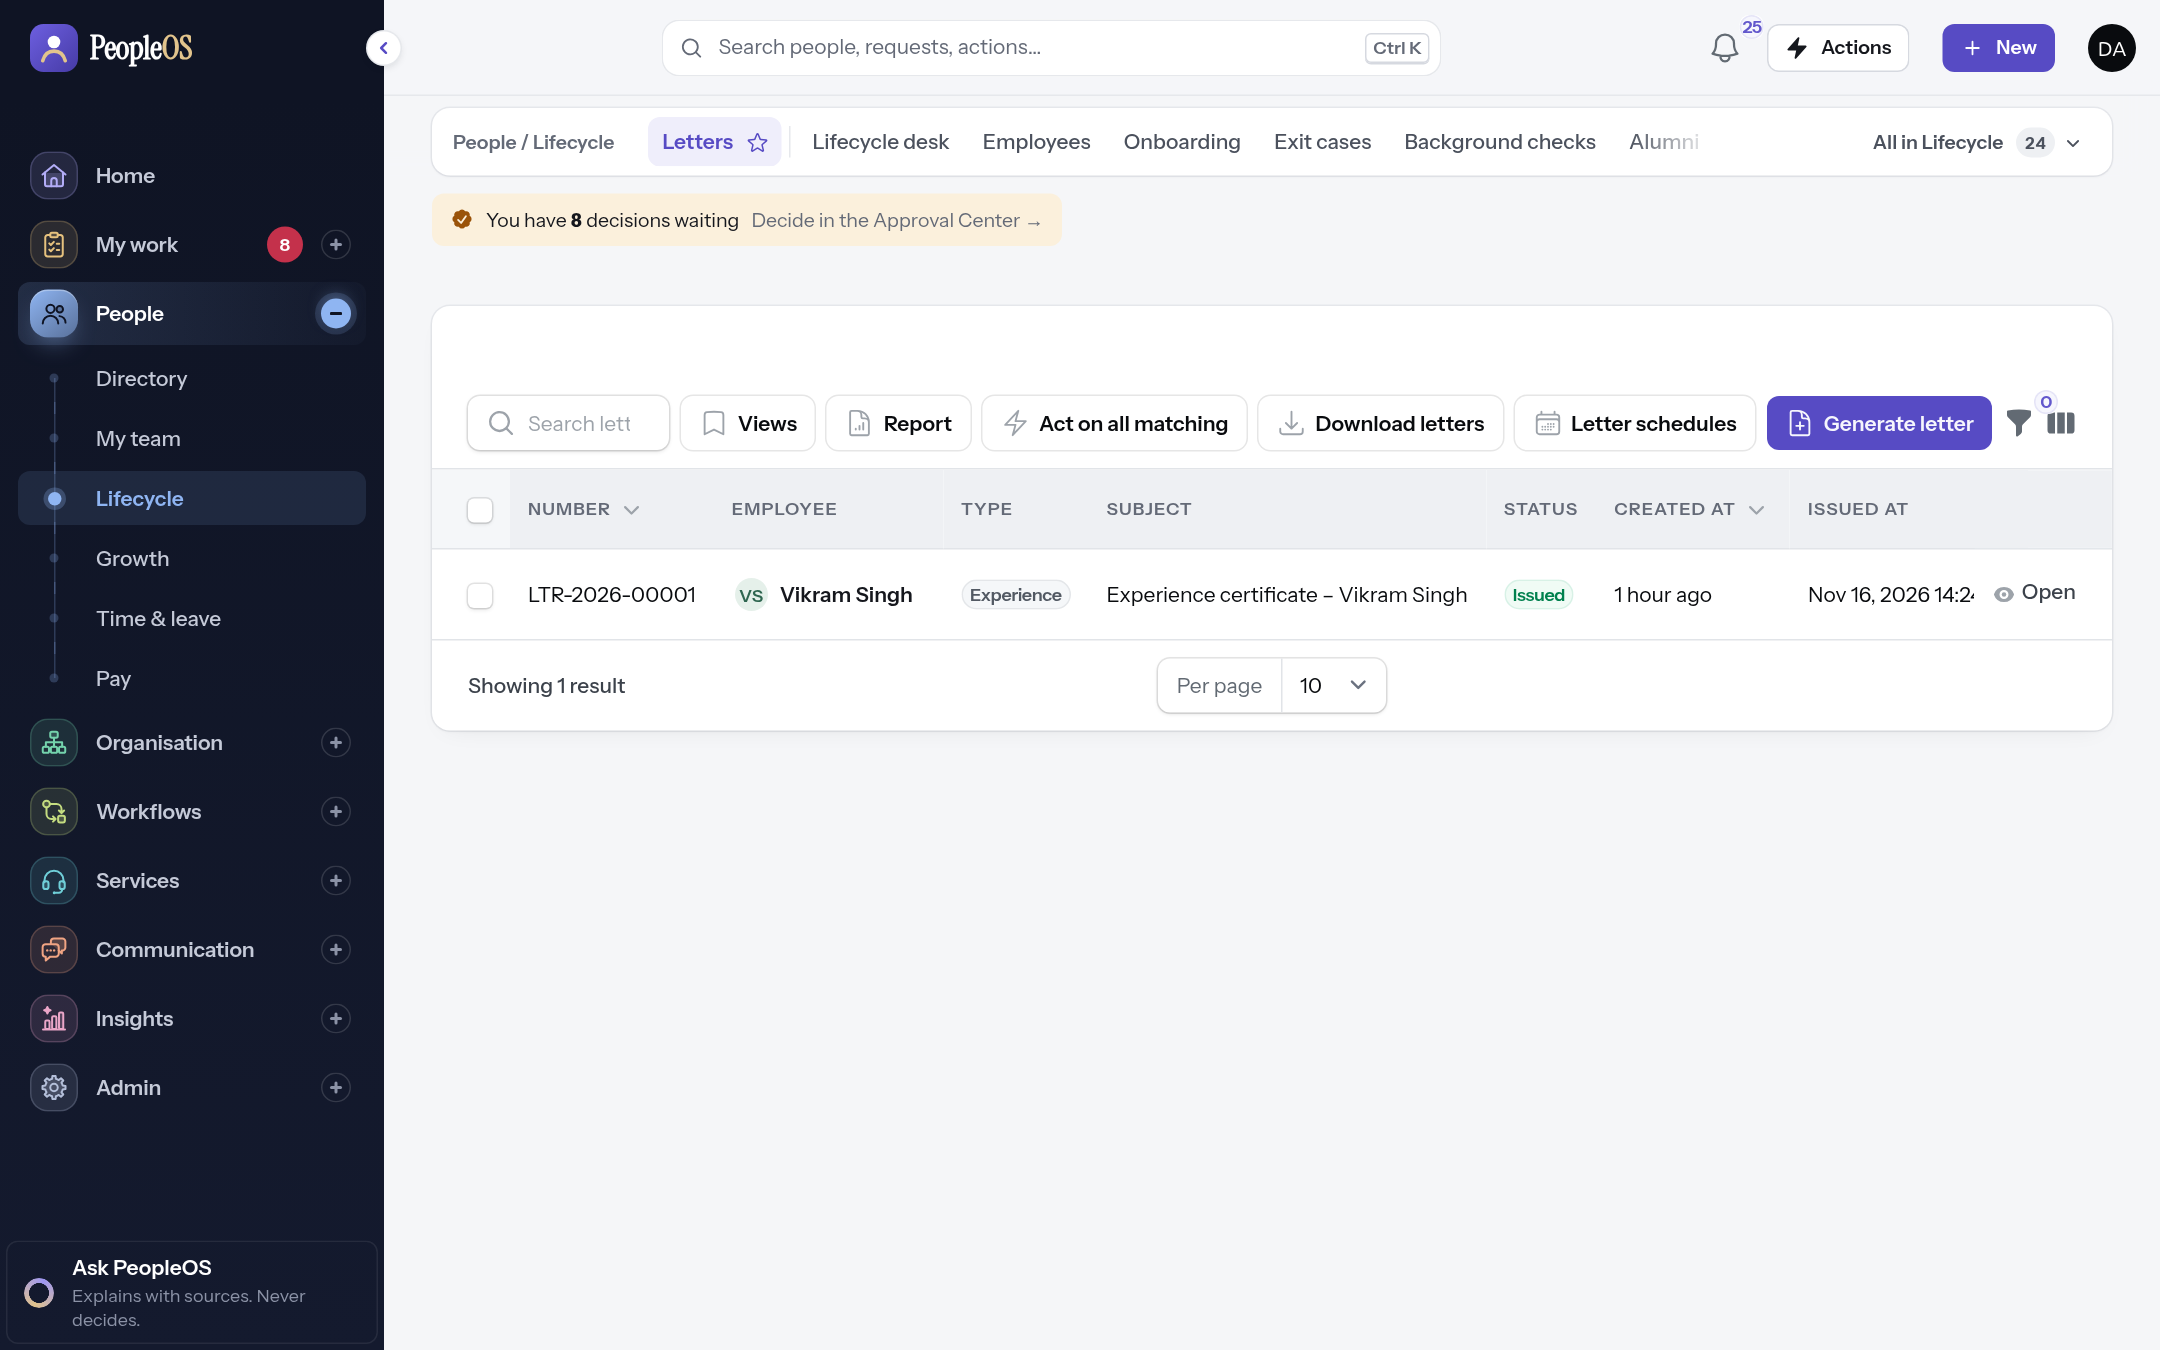 PeopleOS
Search people, requests, actions...
Ctrl K
25
Actions
New
DA
Home
My work
8
People
Directory
My team
Lifecycle
Growth
Time & leave
Pay
Organisation
Workflows
Services
Communication
Insights
Admin
Ask PeopleOS
Explains with sources. Never
decides.
People / Lifecycle
Letters
Lifecycle desk
Employees
Onboarding
Exit cases
Background checks
Alumni
All in Lifecycle
24
You have 8 decisions waiting Decide in the Approval Center →
Search lett
Views
Report
Act on all matching
Download letters
Letter schedules
Generate letter
0
NUMBER
EMPLOYEE
TYPE
SUBJECT
STATUS
CREATED AT
ISSUED AT
LTR-2026-00001
VS
Vikram Singh
Experience
Experience certificate – Vikram Singh
Issued
1 hour ago
Nov 16, 2026 14:24
Open
Showing 1 result
Per page
10